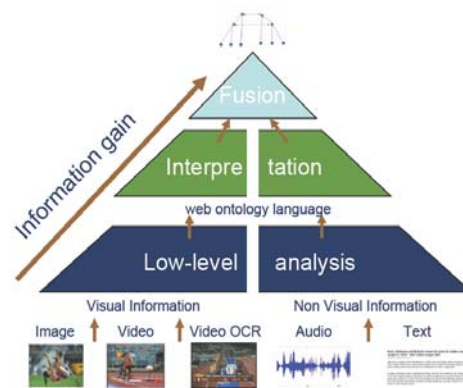 Fusion
Information gain
Interpre tation
web ontology language
Low-level analysis
Visual Information Non Visual Information
Image Video Video OCR Audio Text